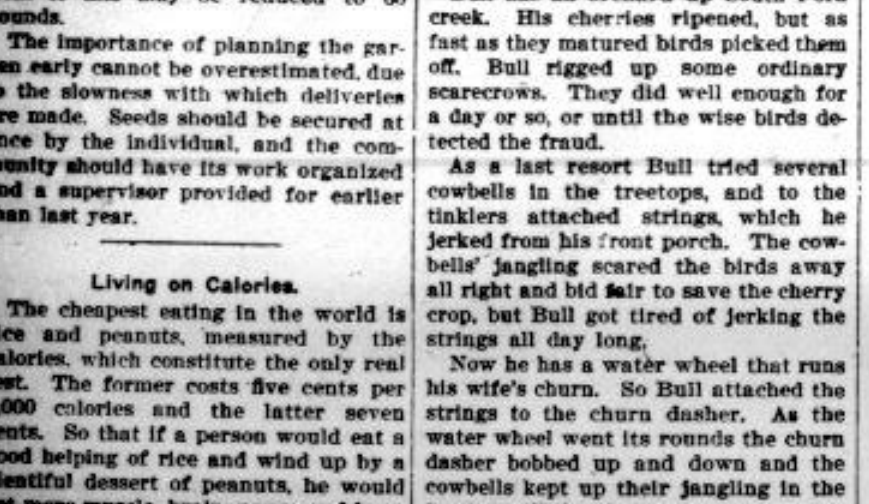 ounds.
The importance of planning the gar-
en early cannot be overestimated, due
the slowness with which deliveries
re made. Seeds should be secured at
nce by the individual, and the com-
unity should have its work organized
nd a supervisor provided for earlier
han last year.
Living on Calories.
The cheapest eating in the world is
ice and peanuts, measured by the
alories, which constitute the only real
est. The former costs five cents per
,000 calories and the latter seven
ents. So that if a person would eat a
ood helping of rice and wind up by a
lentiful dessert of peanuts, he would
creek. His cherries ripened, but as
fast as they matured birds picked them
off. Bull rigged up some ordinary
scarecrows. They did well enough for
a day or so, or until the wise birds de-
tected the fraud.
As a last resort Bull tried several
cowbells in the treetops, and to the
tinklers attached strings, which he
jerked from his front porch. The cow-
bells' jangling scared the birds away
all right and bid fair to save the cherry
crop, but Bull got tired of jerking the
strings all day long.
Now he has a water wheel that runs
his wife's churn. So Bull attached the
strings to the churn dasher. As the
water wheel went its rounds the churn
dasher bobbed up and down and the
cowbells kept up their jangling in the